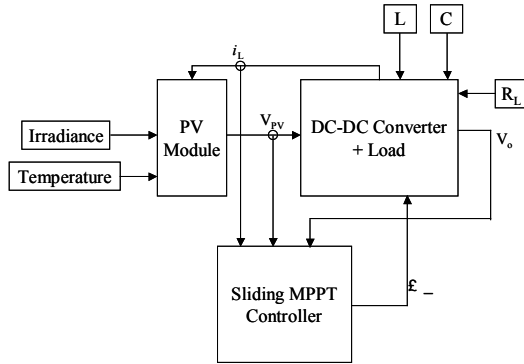 L
C
i_L
R_L
PV
Module
V_PV
DC-DC Converter
+ Load
V_o
Irradiance
Temperature
Sliding MPPT
Controller
£ _